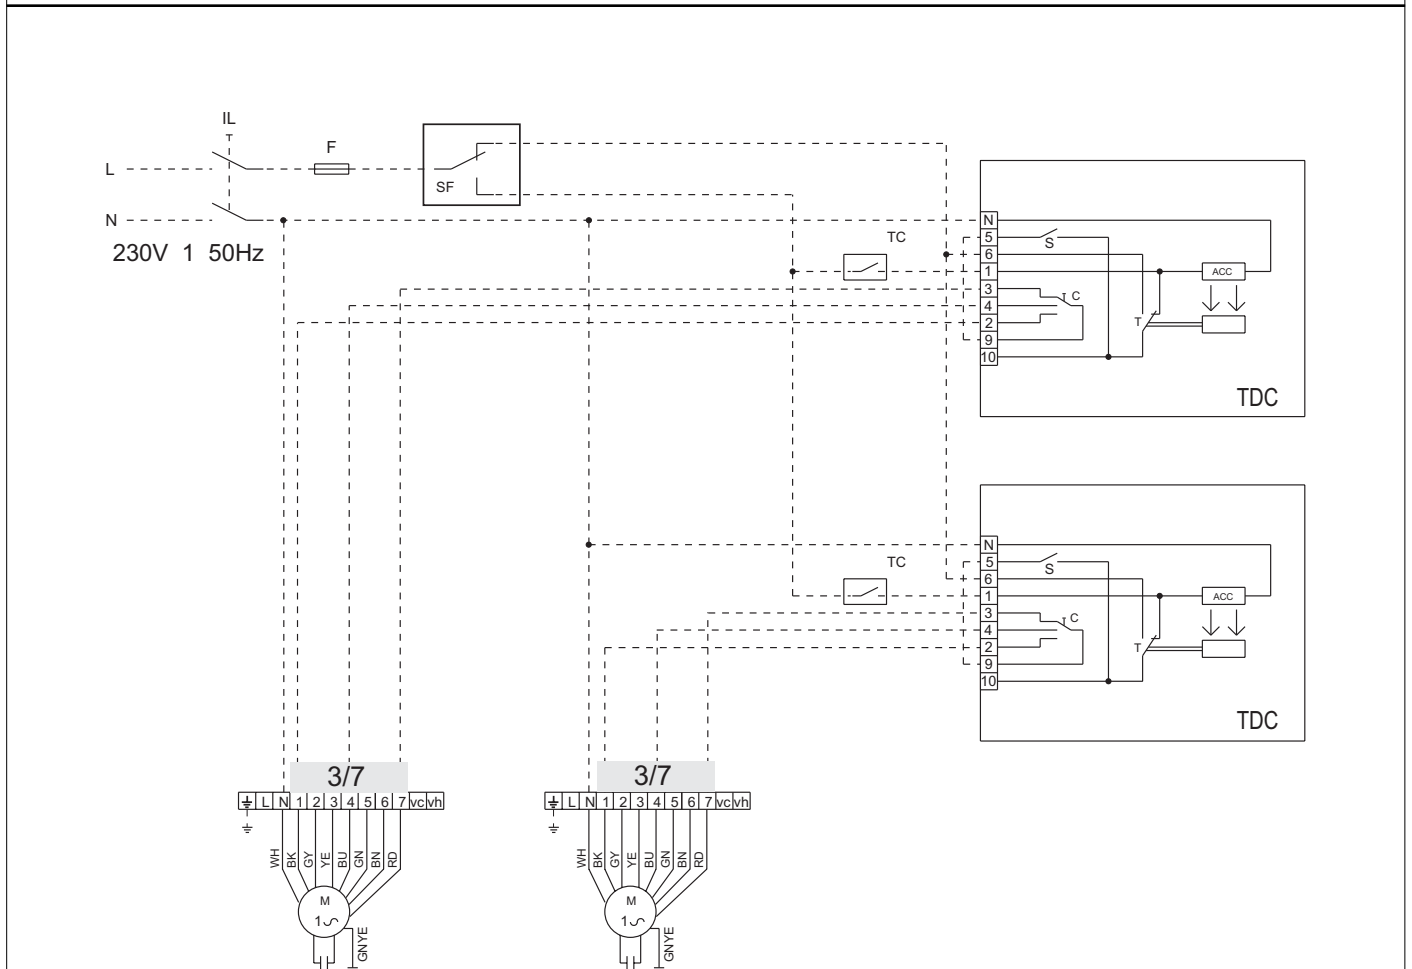 IL
F
L
SF
N
230V 1 50Hz
TC
N
5
6
1
3
4
2
9
10
S
C
T
ACC
TDC
TC
N
5
6
1
3
4
2
9
10
S
C
T
ACC
TDC
3/7
L N 1 2 3 4 5 6 7 vc vh
WH BK GY YE BU GN BN RD
M
1
GNYE
3/7
L N 1 2 3 4 5 6 7 vc vh
WH BK GY YE BU GN BN RD
M
1
GNYE